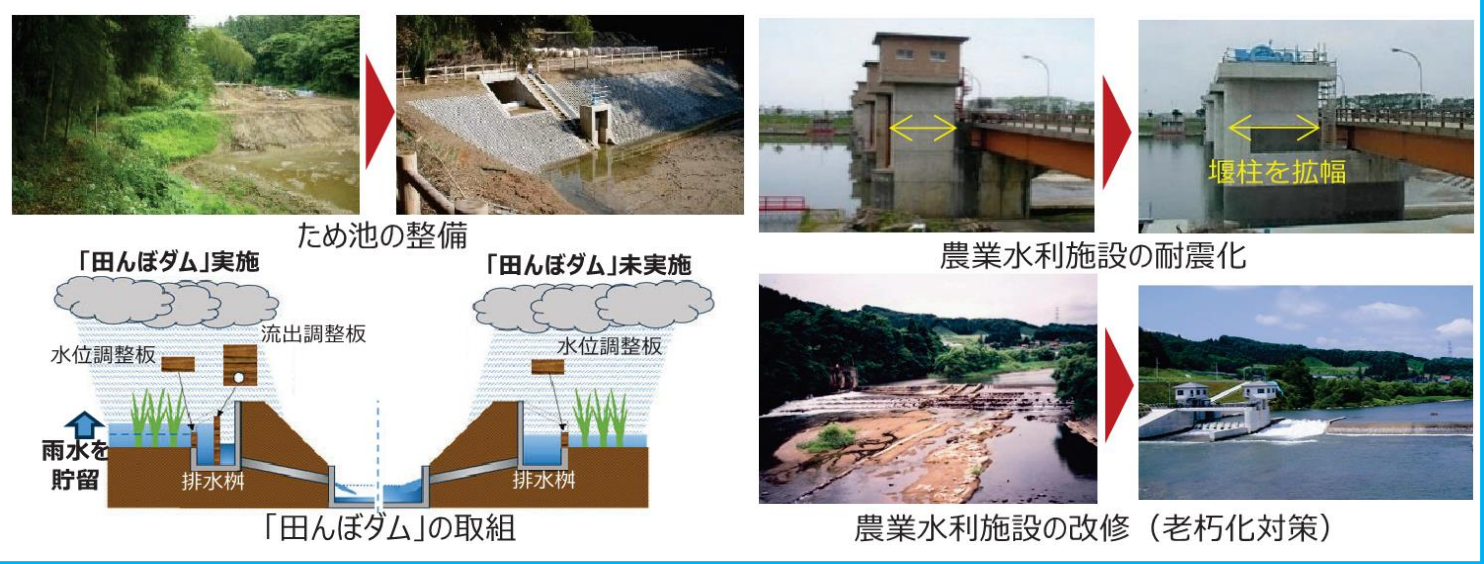 ため池の整備
堰柱を拡幅
農業水利施設の耐震化
「田んぼダム」実施
「田んぼダム」未実施
流出調整板
水位調整板
水位調整板
雨水を
貯留
排水桝
排水桝
「田んぼダム」の取組
農業水利施設の改修（老朽化対策）